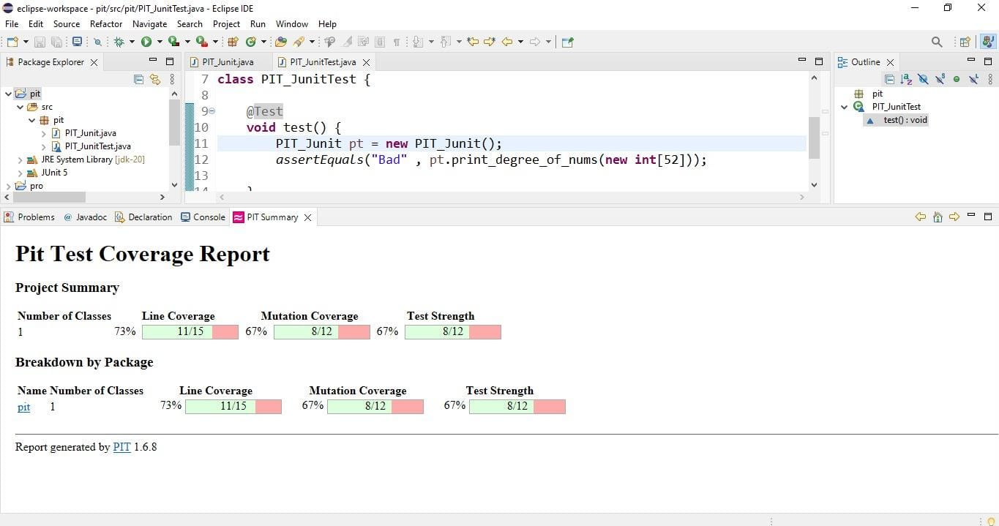 eclipse-workspace - pit/src/pit/PIT_JunitTest.java - Eclipse IDE
File Edit Source Refactor Navigate Search Project Run Window Help
Package Explorer
pit
src
pit
PIT_Junit.java
PIT_JunitTest.java
JRE System Library [jdk-20]
JUnit 5
pro
PIT_Junit.java PIT_JunitTest.java
7 class PIT_JunitTest {
8
9 @Test
10 void test() {
11 PIT_Junit pt = new PIT_Junit();
12 assertEquals("Bad" , pt.print_degree_of_nums(new int[52]));
13
14 }
Outline
pit
PIT_JunitTest
test() : void
Problems @ Javadoc Declaration Console PIT Summary
Pit Test Coverage Report
Project Summary
Number of Classes Line Coverage Mutation Coverage Test Strength
1 73% 11/15 67% 8/12 67% 8/12
Breakdown by Package
Name Number of Classes Line Coverage Mutation Coverage Test Strength
pit 1 73% 11/15 67% 8/12 67% 8/12
Report generated by PIT 1.6.8